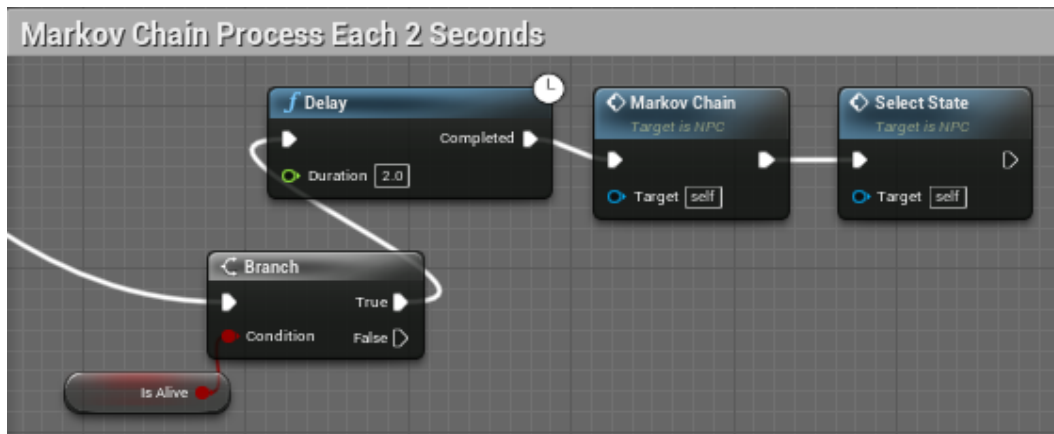 Markov Chain Process Each 2 Seconds
f Delay
Completed
Duration 2.0
Markov Chain
Target is NPC
Target self
Select State
Target is NPC
Target self
Branch
True
Condition False
Is Alive